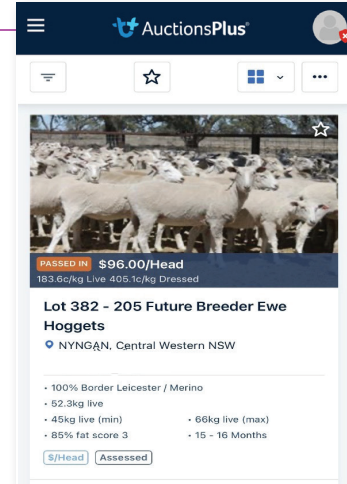 AuctionsPlus
PASSED IN $96.00/Head
183.6c/kg Live 405.1c/kg Dressed
Lot 382 - 205 Future Breeder Ewe
Hoggets
NYNGAN, Central Western NSW
• 100% Border Leicester / Merino
• 52.3kg live
• 45kg live (min) • 66kg live (max)
• 85% fat score 3 • 15 - 16 Months
$/Head Assessed